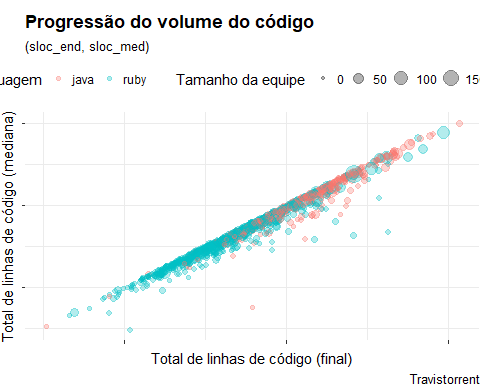 Progressão do volume do código
(sloc_end, sloc_med)
uagem java ruby Tamanho da equipe 0 50 100 150
Total de linhas de código (mediana)
Total de linhas de código (final)
Travistorrent